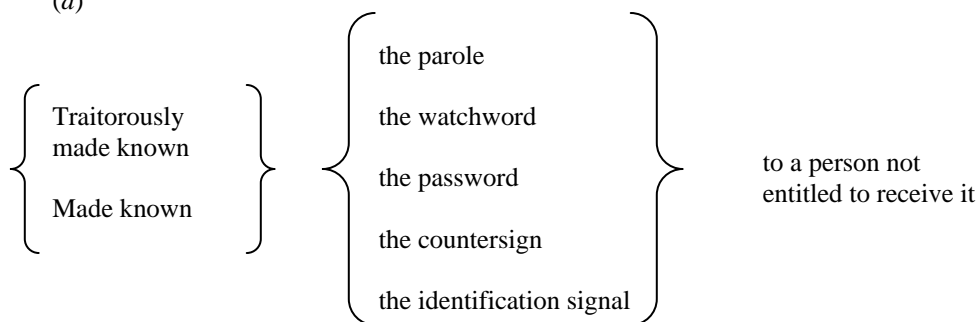 (a)
Traitorously
made known
Made known
the parole
the watchword
the password
the countersign
the identification signal
to a person not
entitled to receive it